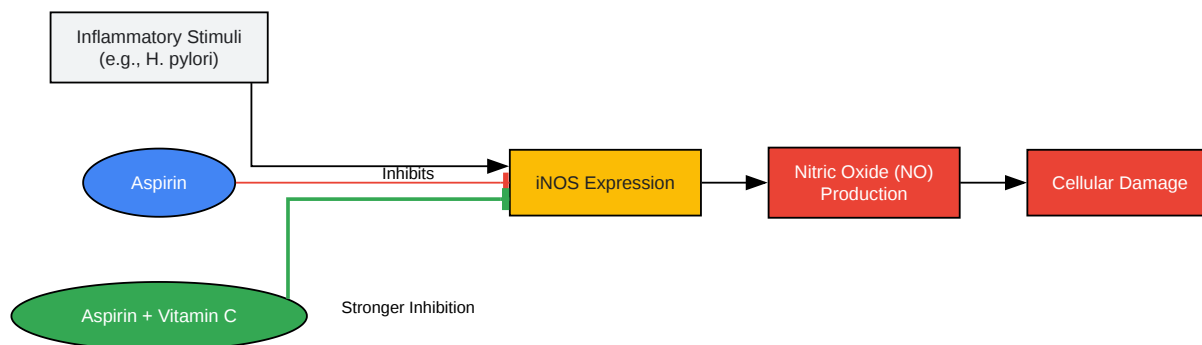 Inflammatory Stimuli
(e.g., H. pylori)
Aspirin
Inhibits
iNOS Expression
Nitric Oxide (NO)
Production
Cellular Damage
Aspirin + Vitamin C
Stronger Inhibition